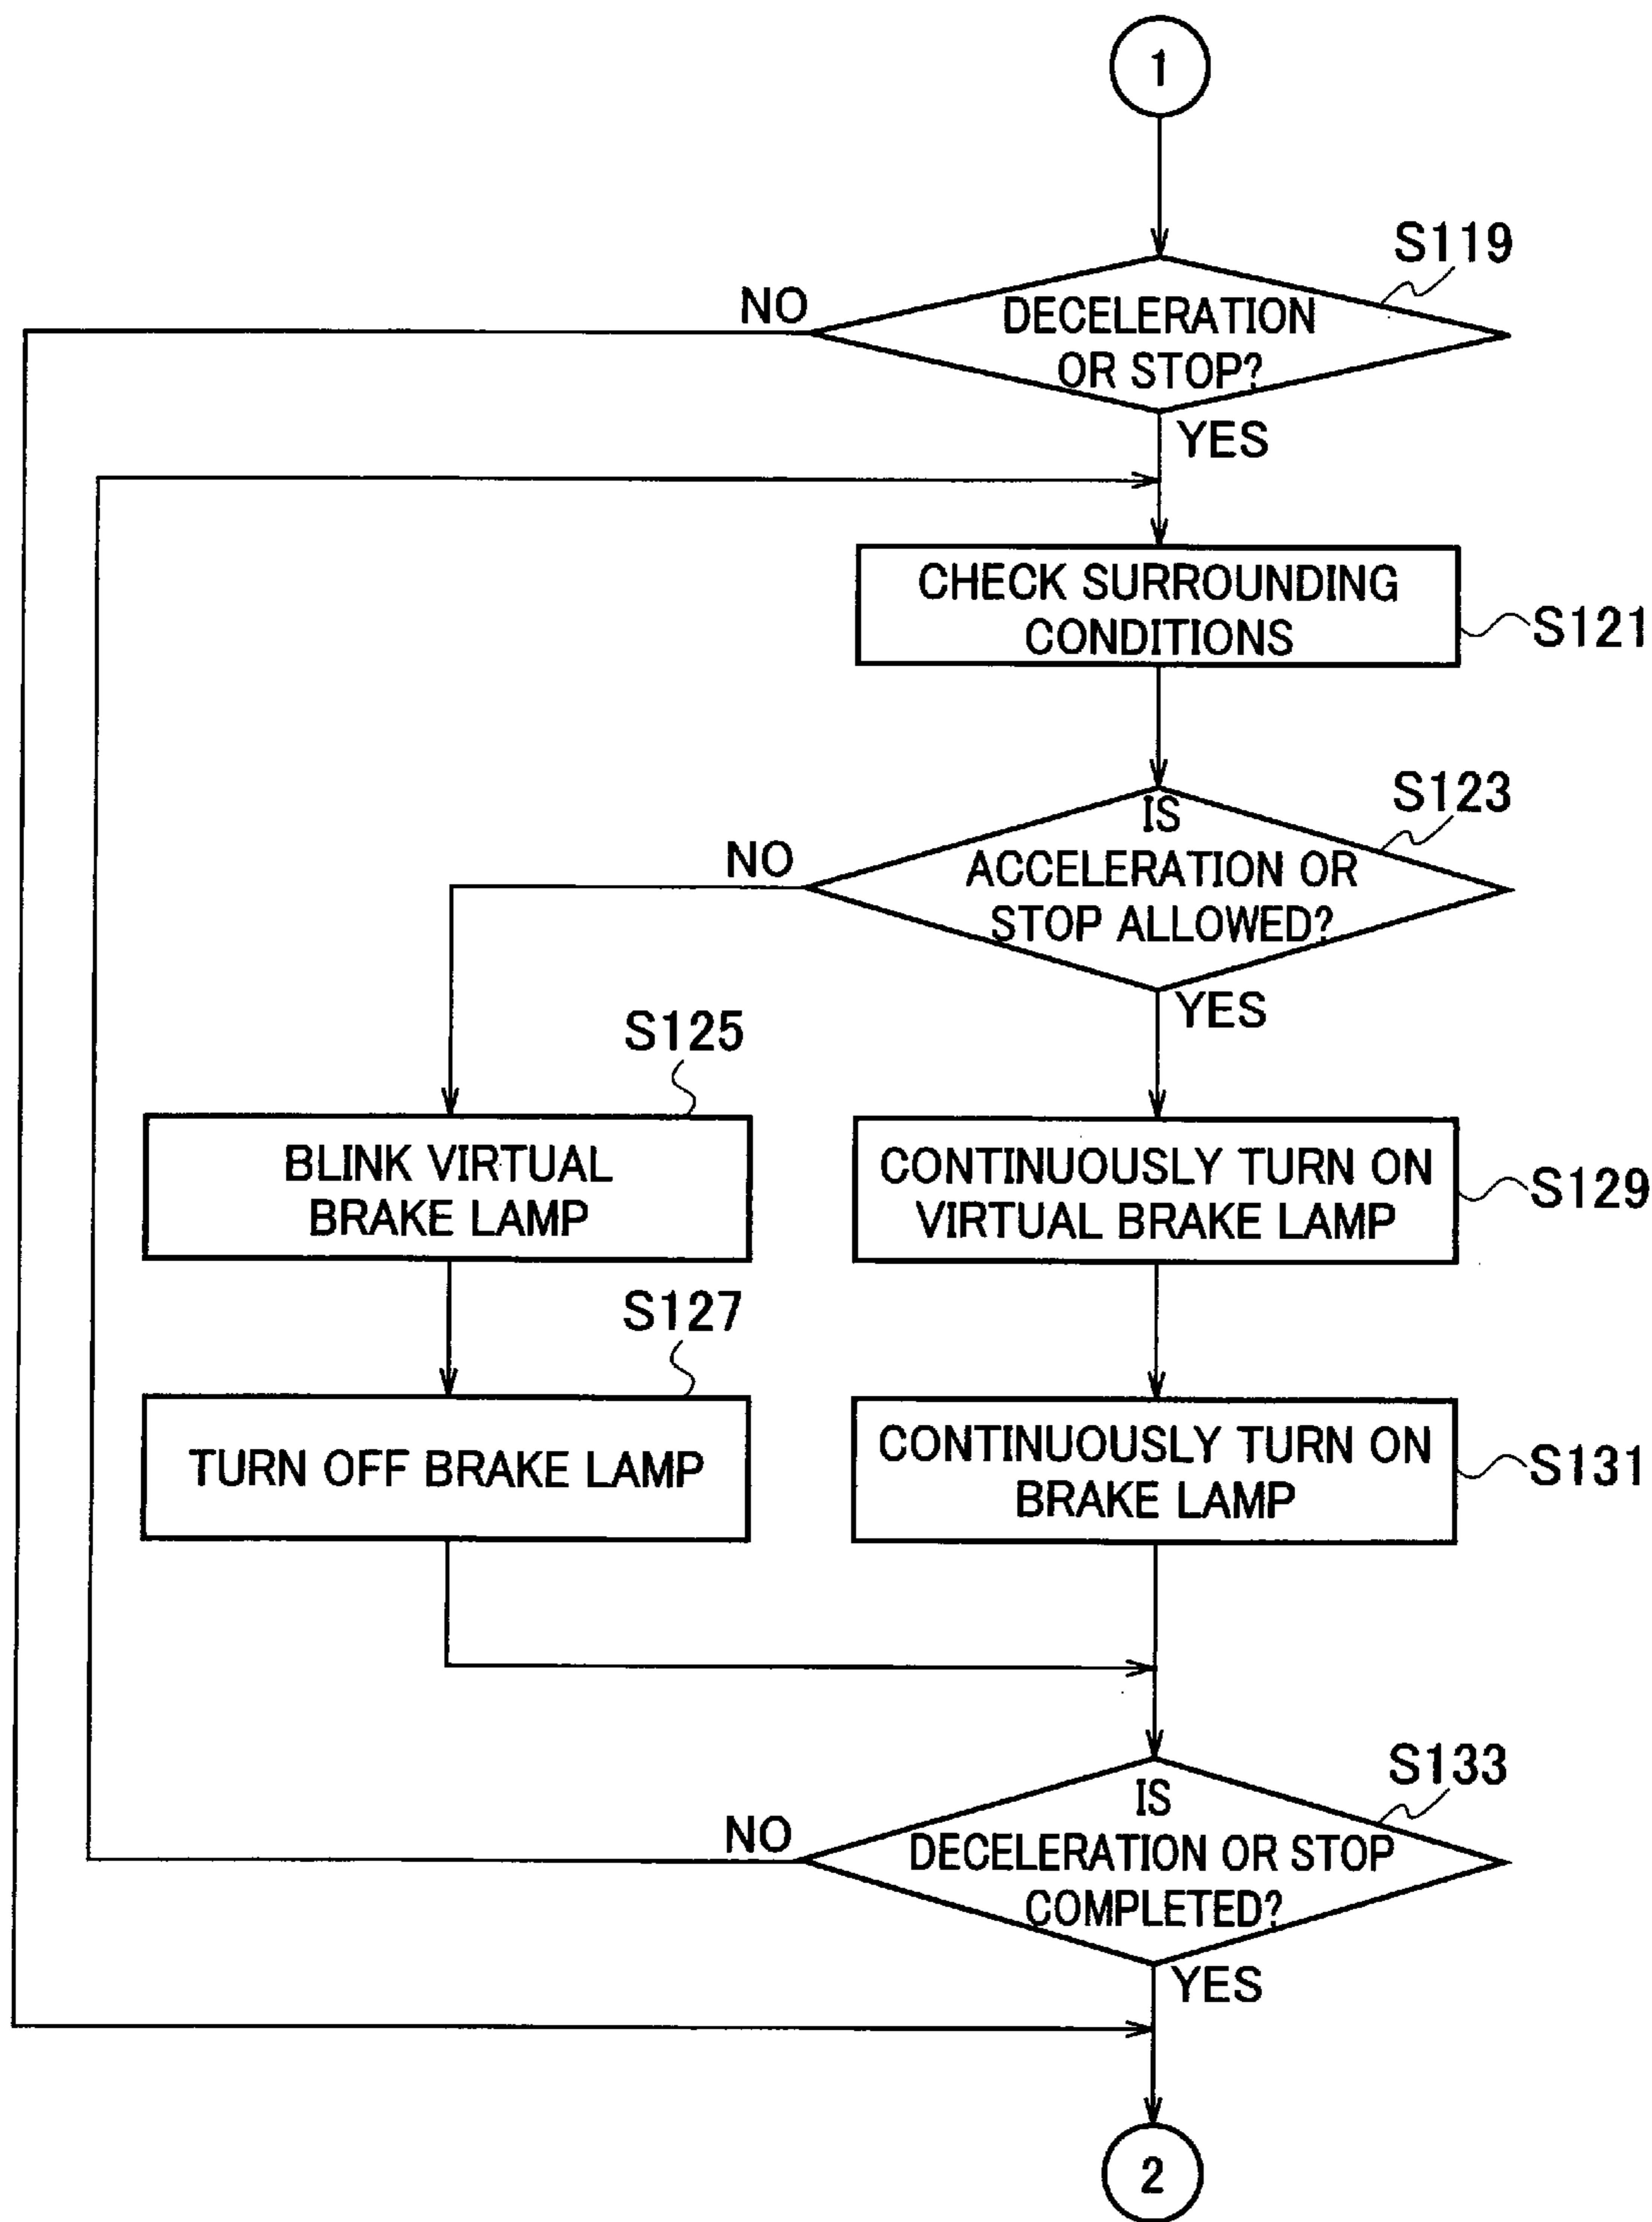 1
S119
NO
DECELERATION
OR STOP?
YES
CHECK SURROUNDING
CONDITIONS
S121
S123
IS
ACCELERATION OR
STOP ALLOWED?
NO
YES
S125
BLINK VIRTUAL
BRAKE LAMP
CONTINUOUSLY TURN ON
VIRTUAL BRAKE LAMP
S129
S127
TURN OFF BRAKE LAMP
CONTINUOUSLY TURN ON
BRAKE LAMP
S131
S133
IS
DECELERATION OR STOP
COMPLETED?
NO
YES
2